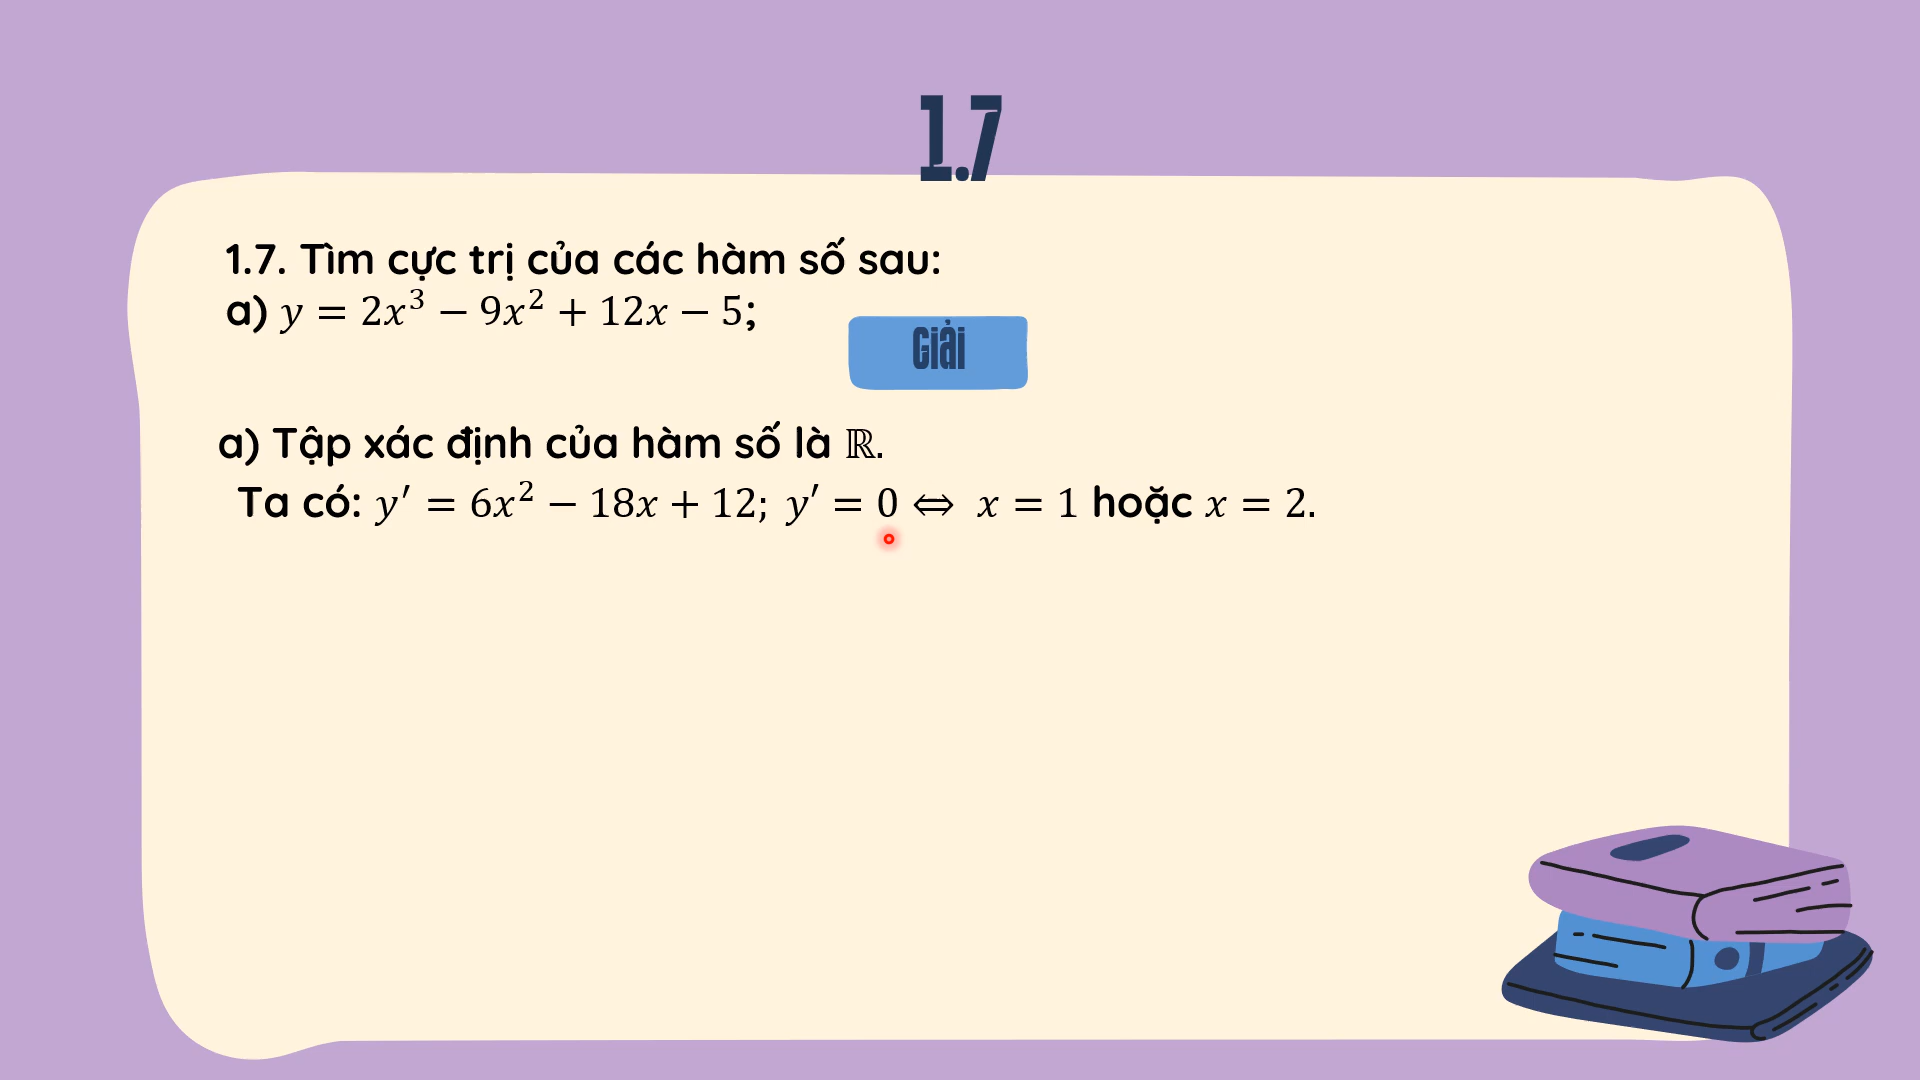 1.7
1.7. Tìm cực trị của các hàm số sau:
a) y = 2x³ − 9x² + 12x − 5;
Giải
a) Tập xác định của hàm số là ℝ.
Ta có: y′ = 6x² − 18x + 12; y′ = 0 ⇔ x = 1 hoặc x = 2.